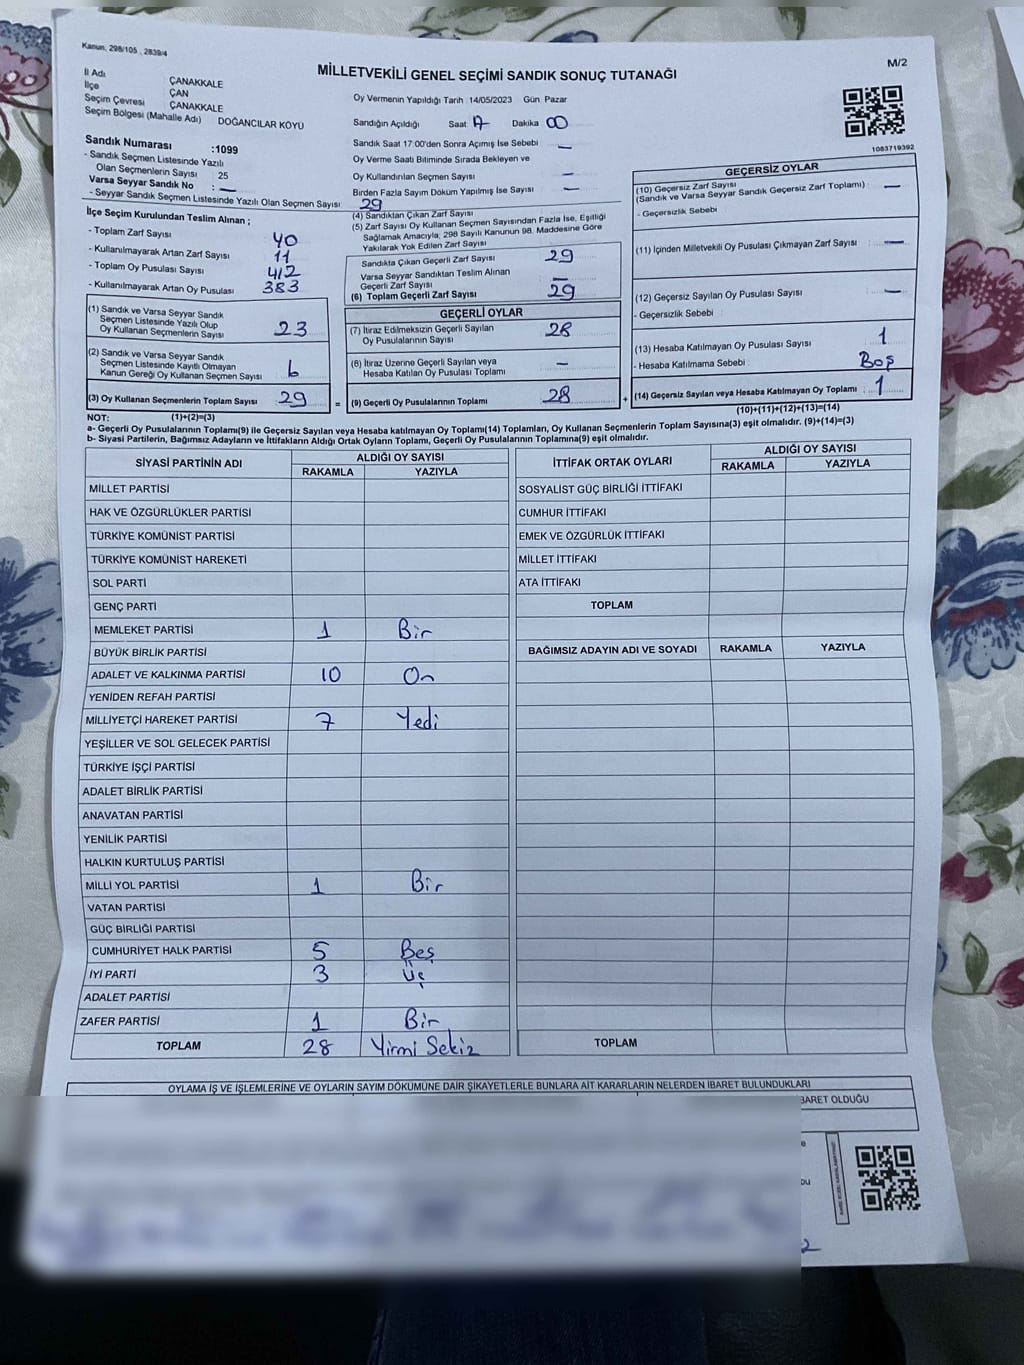 Kanun, 298/105 , 2839/4
M/2
MİLLETVEKİLİ GENEL SEÇİMİ SANDIK SONUÇ TUTANAĞI
İl Adı : ÇANAKKALE
İlçe : ÇAN
Seçim Çevresi : ÇANAKKALE
Seçim Bölgesi (Mahalle Adı) DOĞANCILAR KÖYÜ
Oy Vermenin Yapıldığı Tarih :14/05/2023 Gün Pazar
Sandığın Açıldığı Saat 17 Dakika 00
Sandık Saat 17:00'den Sonra Açımış İse Sebebi —
Oy Verme Saati Bitiminde Sırada Bekleyen ve
Oy Kullandırılan Seçmen Sayısı —
Birden Fazla Sayım Döküm Yapılmış İse Sayısı —
1083719392
Sandık Numarası :1099
- Sandık Seçmen Listesinde Yazılı
Olan Seçmenlerin Sayısı 25
Varsa Seyyar Sandık No : —
- Seyyar Sandık Seçmen Listesinde Yazılı Olan Seçmen Sayısı
İlçe Seçim Kurulundan Teslim Alınan ;
- Toplam Zarf Sayısı 40
- Kullanılmayarak Artan Zarf Sayısı 11
- Toplam Oy Pusulası Sayısı 412
- Kullanılmayarak Artan Oy Pusulası 383
(1) Sandık ve Varsa Seyyar Sandık
Seçmen Listesinde Yazılı Olup
Oy Kullanan Seçmenlerin Sayısı 23
(2) Sandık ve Varsa Seyyar Sandık
Seçmen Listesinde Kayıtlı Olmayan
Kanun Gereği Oy Kullanan Seçmen Sayısı 6
(3) Oy Kullanan Seçmenlerin Toplam Sayısı 29 =
29
(4) Sandıktan Çıkan Zarf Sayısı
(5) Zarf Sayısı Oy Kullanan Seçmen Sayısından Fazla İse, Eşitliği
Sağlamak Amacıyla, 298 Sayılı Kanunun 98. Maddesine Göre
Yakılarak Yok Edilen Zarf Sayısı
Sandıkta Çıkan Geçerli Zarf Sayısı 29
Varsa Seyyar Sandıktan Teslim Alınan
Geçerli Zarf Sayısı —
(6) Toplam Geçerli Zarf Sayısı 29
GEÇERLİ OYLAR
(7) İtiraz Edilmeksizin Geçerli Sayılan
Oy Pusulalarının Sayısı 28
(8) İtiraz Üzerine Geçerli Sayılan veya
Hesaba Katılan Oy Pusulası Toplamı —
(9) Geçerli Oy Pusulalarının Toplamı 28 +
GEÇERSİZ OYLAR
(10) Geçersiz Zarf Sayısı
(Sandık ve Varsa Seyyar Sandık Geçersiz Zarf Toplamı) —
- Geçersizlik Sebebi
(11) İçinden Milletvekili Oy Pusulası Çıkmayan Zarf Sayısı —
(12) Geçersiz Sayılan Oy Pusulası Sayısı —
- Geçersizlik Sebebi
(13) Hesaba Katılmayan Oy Pusulası Sayısı 1
- Hesaba Katılmama Sebebi Boş
(14) Geçersiz Sayılan veya Hesaba Katılmayan Oy Toplamı 1
(10)+(11)+(12)+(13)=(14)
NOT: (1)+(2)=(3)
a- Geçerli Oy Pusulalarının Toplamı(9) ile Geçersiz Sayılan veya Hesaba katılmayan Oy Toplamı(14) Toplamları, Oy Kullanan Seçmenlerin Toplam Sayısına(3) eşit olmalıdır. (9)+(14)=(3)
b- Siyasi Partilerin, Bağımsız Adayların ve İttifakların Aldığı Ortak Oyların Toplamı, Geçerli Oy Pusulalarının Toplamına(9) eşit olmalıdır.
SİYASİ PARTİNİN ADI ALDIĞI OY SAYISI
RAKAMLA YAZIYLA
MİLLET PARTİSİ
HAK VE ÖZGÜRLÜKLER PARTİSİ
TÜRKİYE KOMÜNİST PARTİSİ
TÜRKİYE KOMÜNİST HAREKETİ
SOL PARTİ
GENÇ PARTİ
MEMLEKET PARTİSİ 1 Bir
BÜYÜK BİRLİK PARTİSİ
ADALET VE KALKINMA PARTİSİ 10 On
YENİDEN REFAH PARTİSİ
MİLLİYETÇİ HAREKET PARTİSİ 7 Yedi
YEŞİLLER VE SOL GELECEK PARTİSİ
TÜRKİYE İŞÇİ PARTİSİ
ADALET BİRLİK PARTİSİ
ANAVATAN PARTİSİ
YENİLİK PARTİSİ
HALKIN KURTULUŞ PARTİSİ
MİLLİ YOL PARTİSİ 1 Bir
VATAN PARTİSİ
GÜÇ BİRLİĞİ PARTİSİ
CUMHURİYET HALK PARTİSİ 5 Beş
İYİ PARTİ 3 Üç
ADALET PARTİSİ
ZAFER PARTİSİ 1 Bir
TOPLAM 28 Yirmi Sekiz
İTTİFAK ORTAK OYLARI ALDIĞI OY SAYISI
RAKAMLA YAZIYLA
SOSYALİST GÜÇ BİRLİĞİ İTTİFAKI
CUMHUR İTTİFAKI
EMEK VE ÖZGÜRLÜK İTTİFAKI
MİLLET İTTİFAKI
ATA İTTİFAKI
TOPLAM
BAĞIMSIZ ADAYIN ADI VE SOYADI RAKAMLA YAZIYLA
TOPLAM
OYLAMA İŞ VE İŞLEMLERİNE VE OYLARIN SAYIM DÖKÜMÜNE DAİR ŞİKAYETLERLE BUNLARA AİT KARARLARIN NELERDEN İBARET BULUNDUKLARI
BARET OLDUĞU